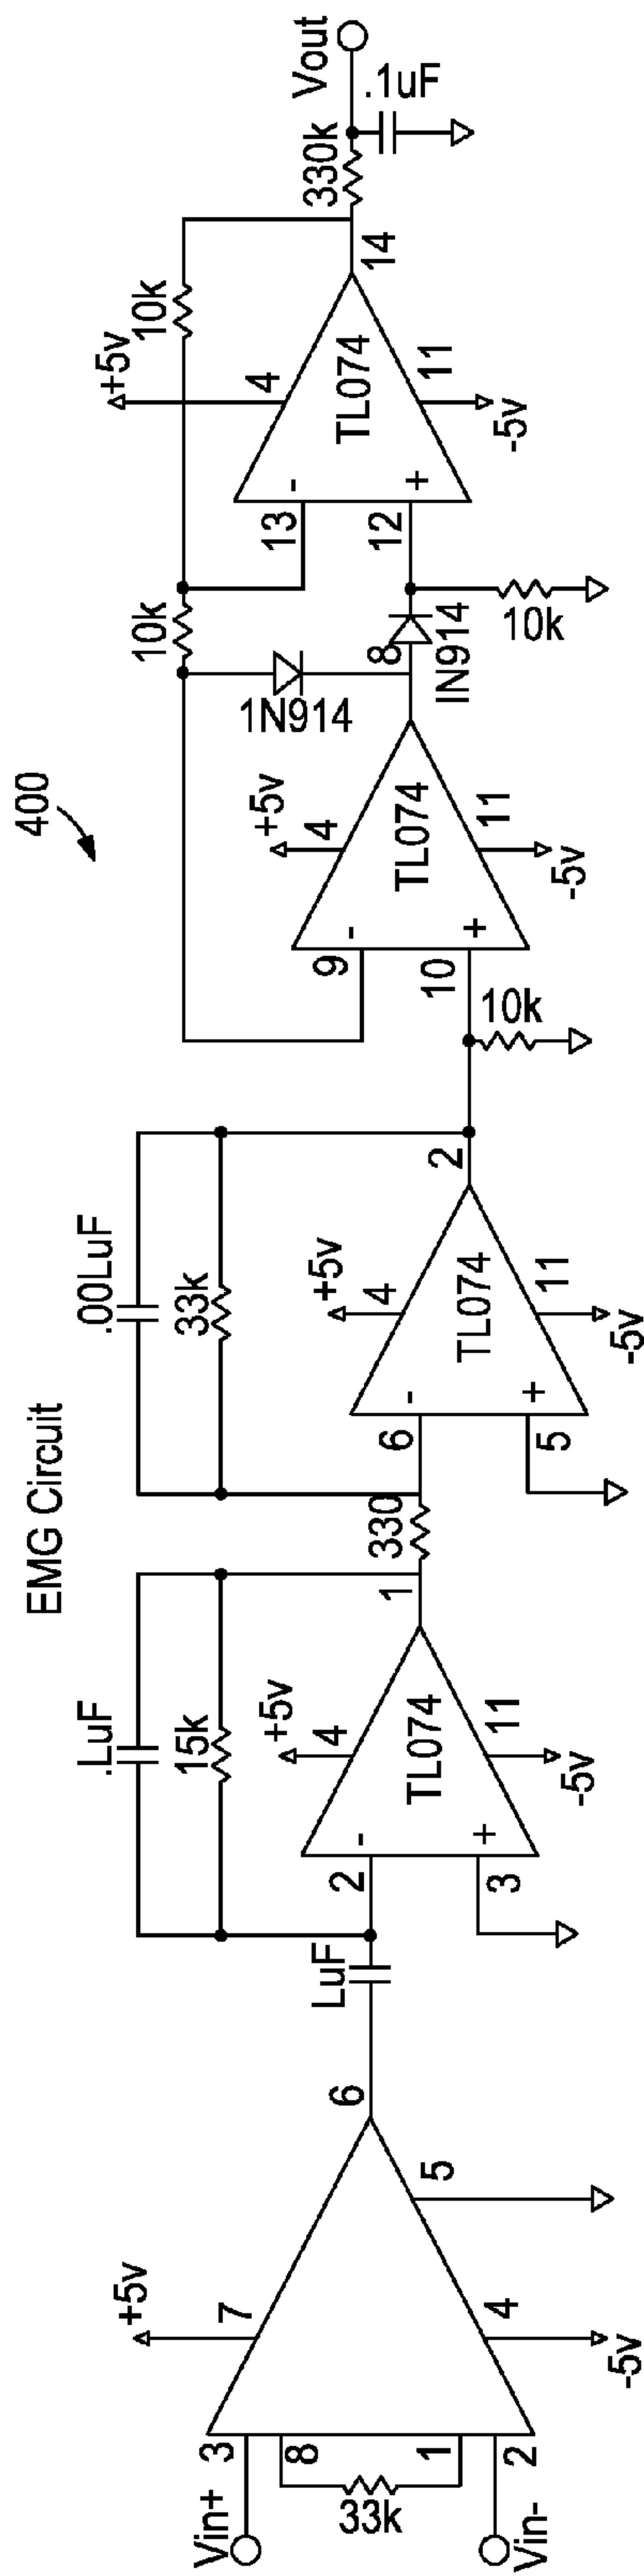 EMG Circuit
400
Vin+
Vin-
3
8
1
2
33k
+5v
7
4
-5v
5
6
LuF
.LuF
15k
2
3
-
+
TL074
+5v
4
11
-5v
1
330
.00LuF
33k
6
5
-
+
TL074
+5v
4
11
-5v
2
10k
9
10
-
+
TL074
+5v
4
11
-5v
8
1N914
IN914
10k
10k
10k
13
12
-
+
TL074
+5v
4
11
-5v
14
330k
.1uF
Vout